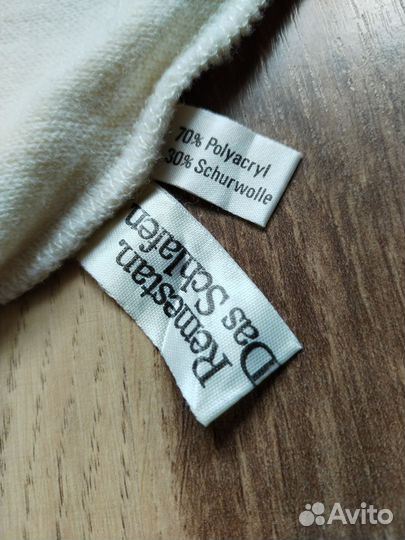 70% Polyacryl
30% Schurwolle
Remestan.
Das Schlafen.
Avito